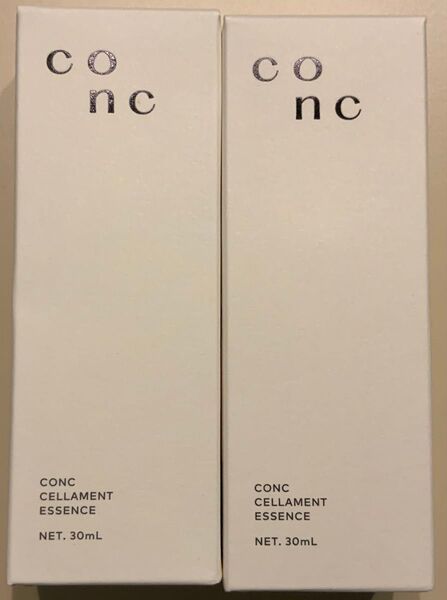 co
nc
CONC
CELLAMENT
ESSENCE
NET. 30mL
co
nc
CONC
CELLAMENT
ESSENCE
NET. 30mL